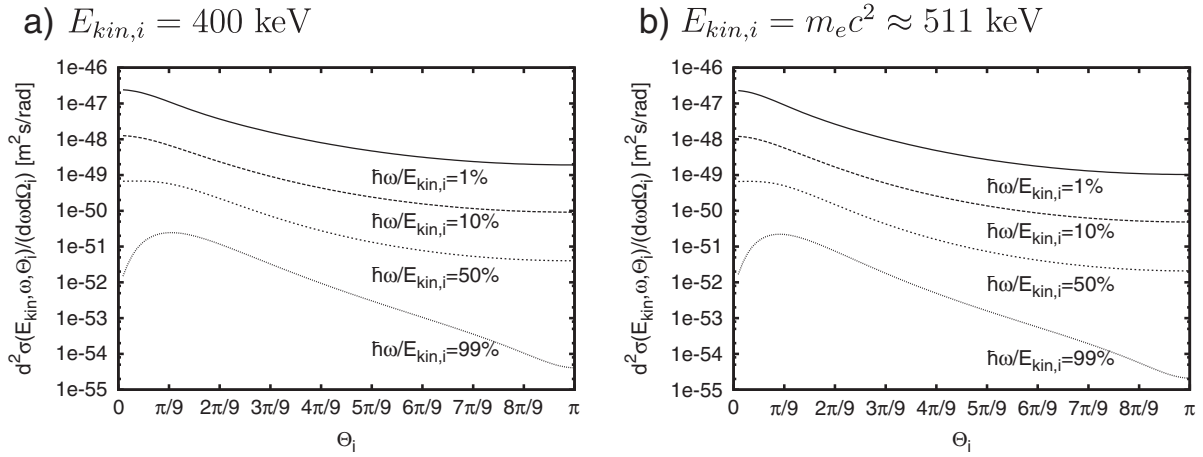 a) E_{kin,i} = 400 keV
d²σ(E_{kin},ω,Θ_i)/(dωdΩ_i) [m²s/rad]
1e-46
1e-47
1e-48
1e-49
1e-50
1e-51
1e-52
1e-53
1e-54
1e-55
ħω/E_{kin,i}=1%
ħω/E_{kin,i}=10%
ħω/E_{kin,i}=50%
ħω/E_{kin,i}=99%
0 π/9 2π/9 3π/9 4π/9 5π/9 6π/9 7π/9 8π/9 π
Θ_i
b) E_{kin,i} = m_e c² ≈ 511 keV
d²σ(E_{kin},ω,Θ_i)/(dωdΩ_i) [m²s/rad]
1e-46
1e-47
1e-48
1e-49
1e-50
1e-51
1e-52
1e-53
1e-54
1e-55
ħω/E_{kin,i}=1%
ħω/E_{kin,i}=10%
ħω/E_{kin,i}=50%
ħω/E_{kin,i}=99%
0 π/9 2π/9 3π/9 4π/9 5π/9 6π/9 7π/9 8π/9 π
Θ_i